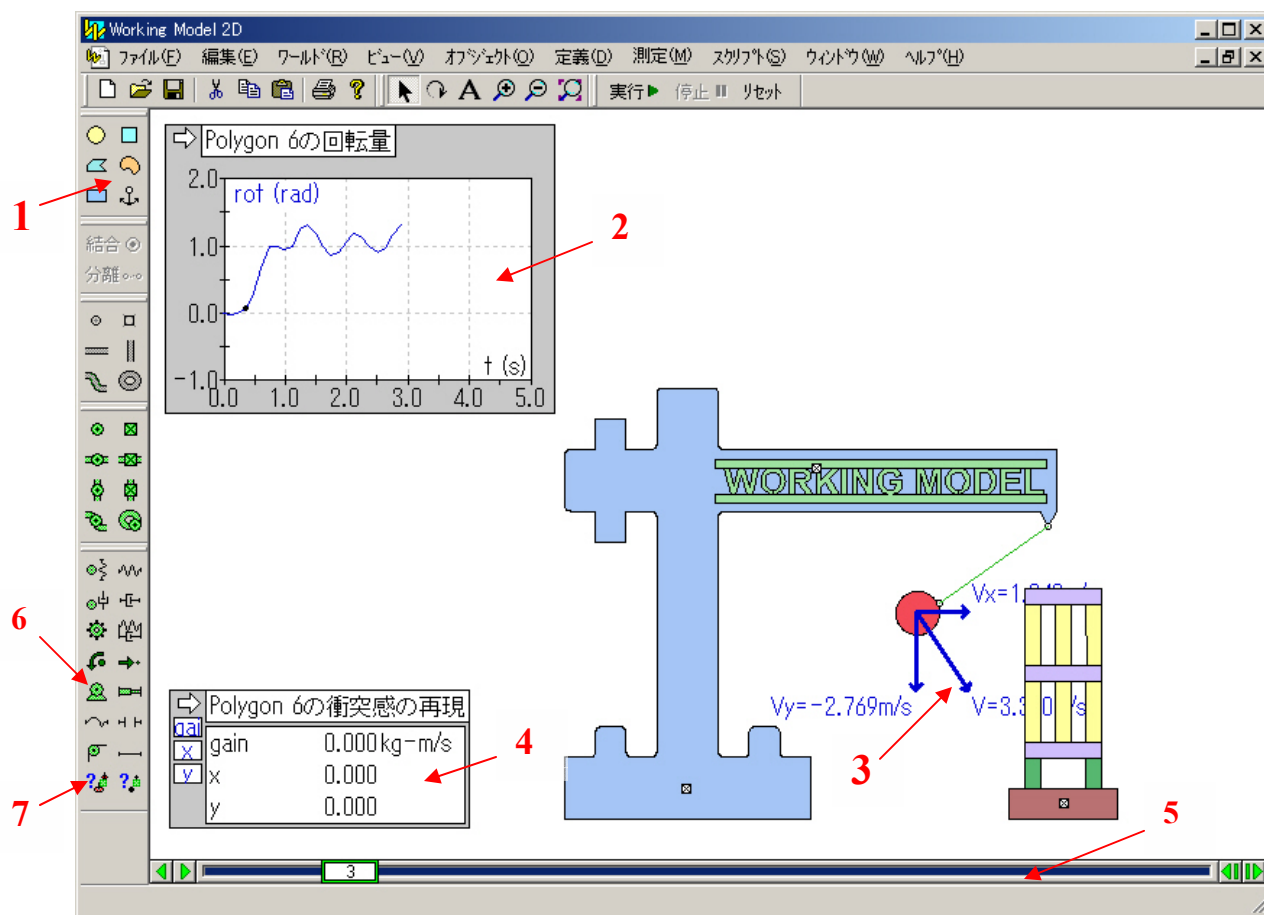 Working Model 2D
ファイル(F) 編集(E) ワールド(R) ビュー(V) オブジェクト(O) 定義(D) 測定(M) スクリプト(S) ウィンドウ(W) ヘルプ(H)
実行 停止 リセット
結合
分離
1
6
7
Polygon 6の回転量
rot (rad)
2.0
1.0
0.0
-1.0
t (s)
0.0 1.0 2.0 3.0 4.0 5.0
2
WORKING MODEL
Vy=-2.769m/s
3
Polygon 6の衝突感の再現
gai
x
y
gain 0.000kg-m/s
x 0.000
y 0.000
4
5
3